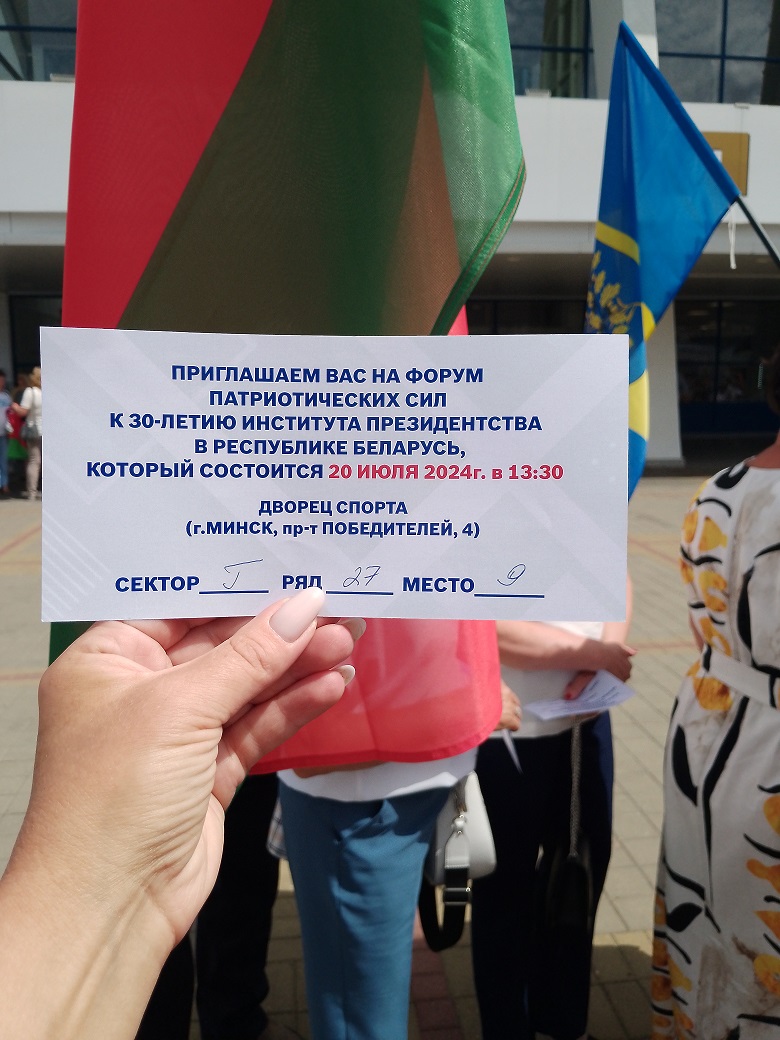 ПРИГЛАШАЕМ ВАС НА ФОРУМ
ПАТРИОТИЧЕСКИХ СИЛ
К 30-ЛЕТИЮ ИНСТИТУТА ПРЕЗИДЕНТСТВА
В РЕСПУБЛИКЕ БЕЛАРУСЬ,
КОТОРЫЙ СОСТОИТСЯ 20 ИЮЛЯ 2024г. в 13:30
ДВОРЕЦ СПОРТА
(г.МИНСК, пр-т ПОБЕДИТЕЛЕЙ, 4)
СЕКТОР РЯД 27 МЕСТО 9